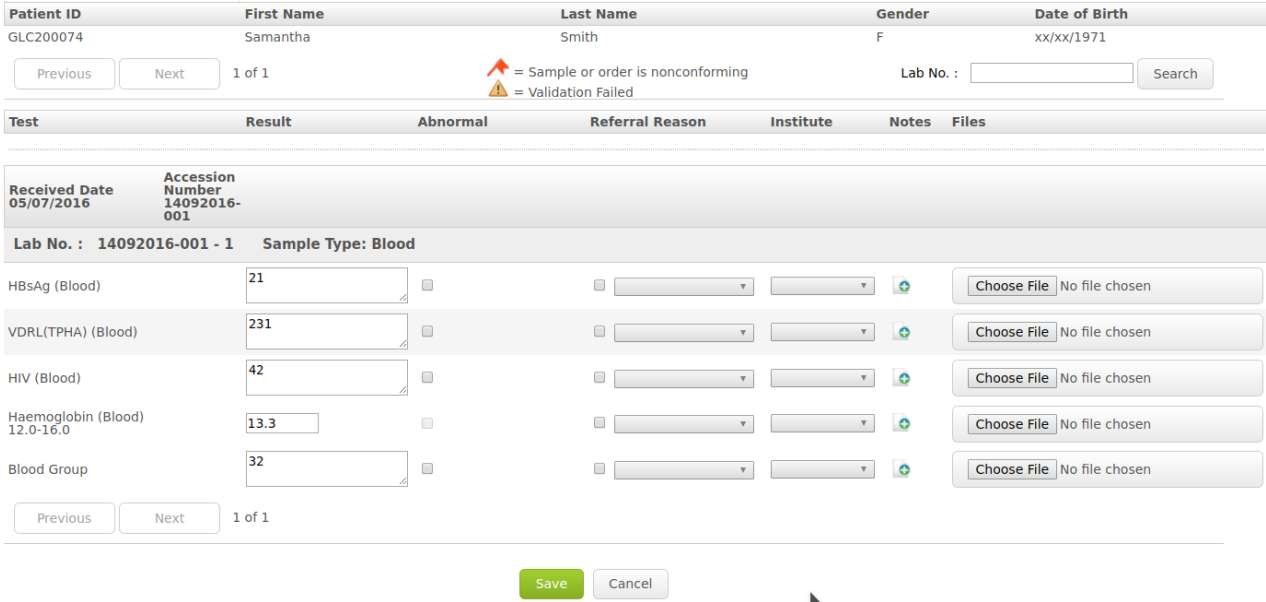 Patient ID First Name Last Name Gender Date of Birth
GLC200074 Samantha Smith F xx/xx/1971
Previous Next 1 of 1 = Sample or order is nonconforming Lab No. : Search
= Validation Failed
Test Result Abnormal Referral Reason Institute Notes Files
Received Date
05/07/2016
Accession
Number
14092016-
001
Lab No. : 14092016-001 - 1 Sample Type: Blood
HBsAg (Blood) 21 Choose File No file chosen
VDRL(TPHA) (Blood) 231 Choose File No file chosen
HIV (Blood) 42 Choose File No file chosen
Haemoglobin (Blood)
12.0-16.0 13.3 Choose File No file chosen
Blood Group 32 Choose File No file chosen
Previous Next 1 of 1
Save Cancel